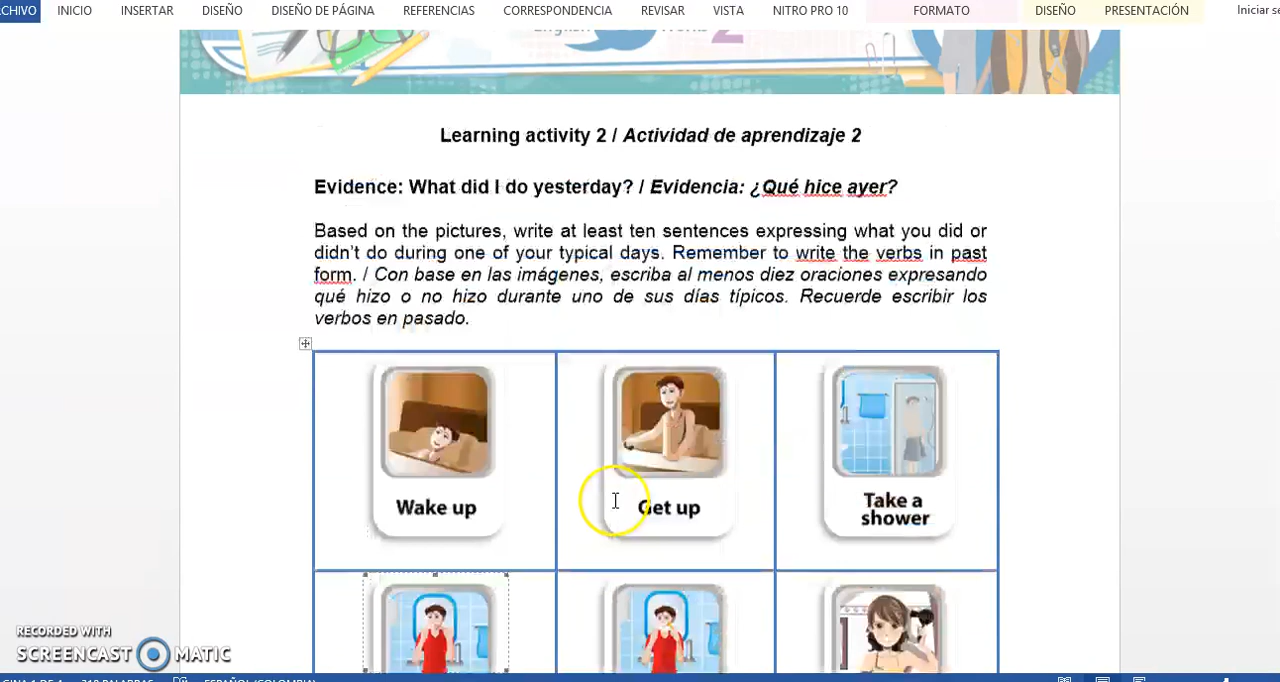 CHIVO INICIO INSERTAR DISEÑO DISEÑO DE PÁGINA REFERENCIAS CORRESPONDENCIA REVISAR VISTA NITRO PRO 10 FORMATO DISEÑO PRESENTACIÓN Iniciar se
English
2
Learning activity 2 / Actividad de aprendizaje 2
Evidence: What did I do yesterday? / Evidencia: ¿Qué hice ayer?
Based on the pictures, write at least ten sentences expressing what you did or
didn't do during one of your typical days. Remember to write the verbs in past
form. / Con base en las imágenes, escriba al menos diez oraciones expresando
qué hizo o no hizo durante uno de sus días típicos. Recuerde escribir los
verbos en pasado.
Wake up
Get up
Take a
shower
RECORDED WITH
SCREENCAST MATIC